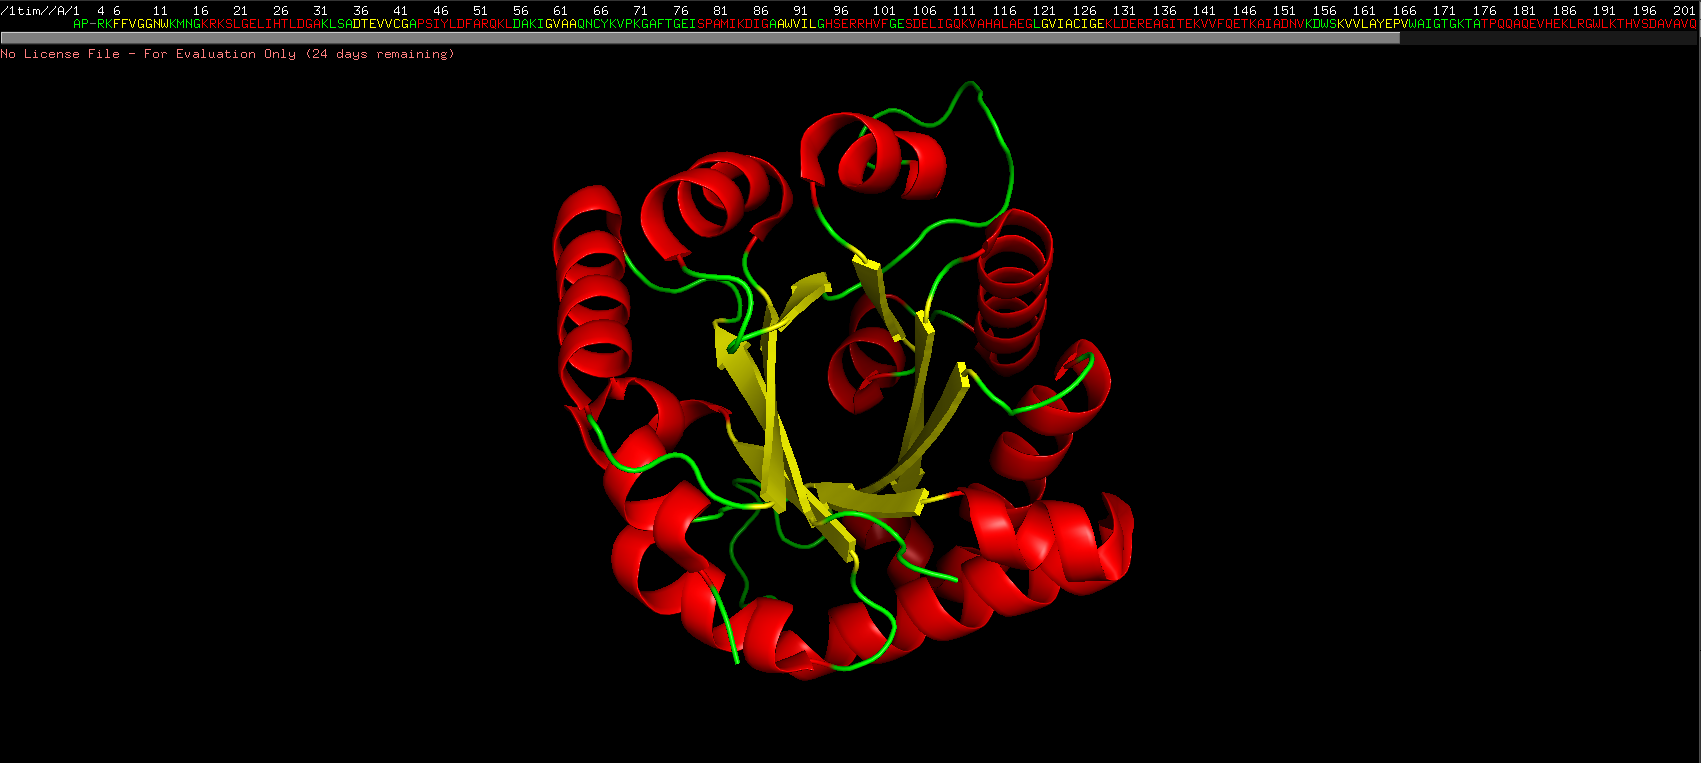 /1tim//A/1 4 6 11 16 21 26 31 36 41 46 51 56 61 66 71 76 81 86 91 96 101 106 111 116 121 126 131 136 141 146 151 156 161 166 171 176 181 186 191 196 201
AP-RKFFVGGNWKMNGKRKSLGELIHTLDGAKLSADTEVVCGAPSIYLDFARQKLDAKIGVAAQNCYKVPKGAFTGEISPAMIKDIGAAWVILGHSERRHVFGESDELIGQKVAHALAEGLGVIACIGEKLDEREAGITEKVVFQETKAIADNVKDWSKVVLAYEPVWAIGTGKTATPQQAQEVHEKLRGWLKTHVSDAVAVQ
No License File - For Evaluation Only (24 days remaining)